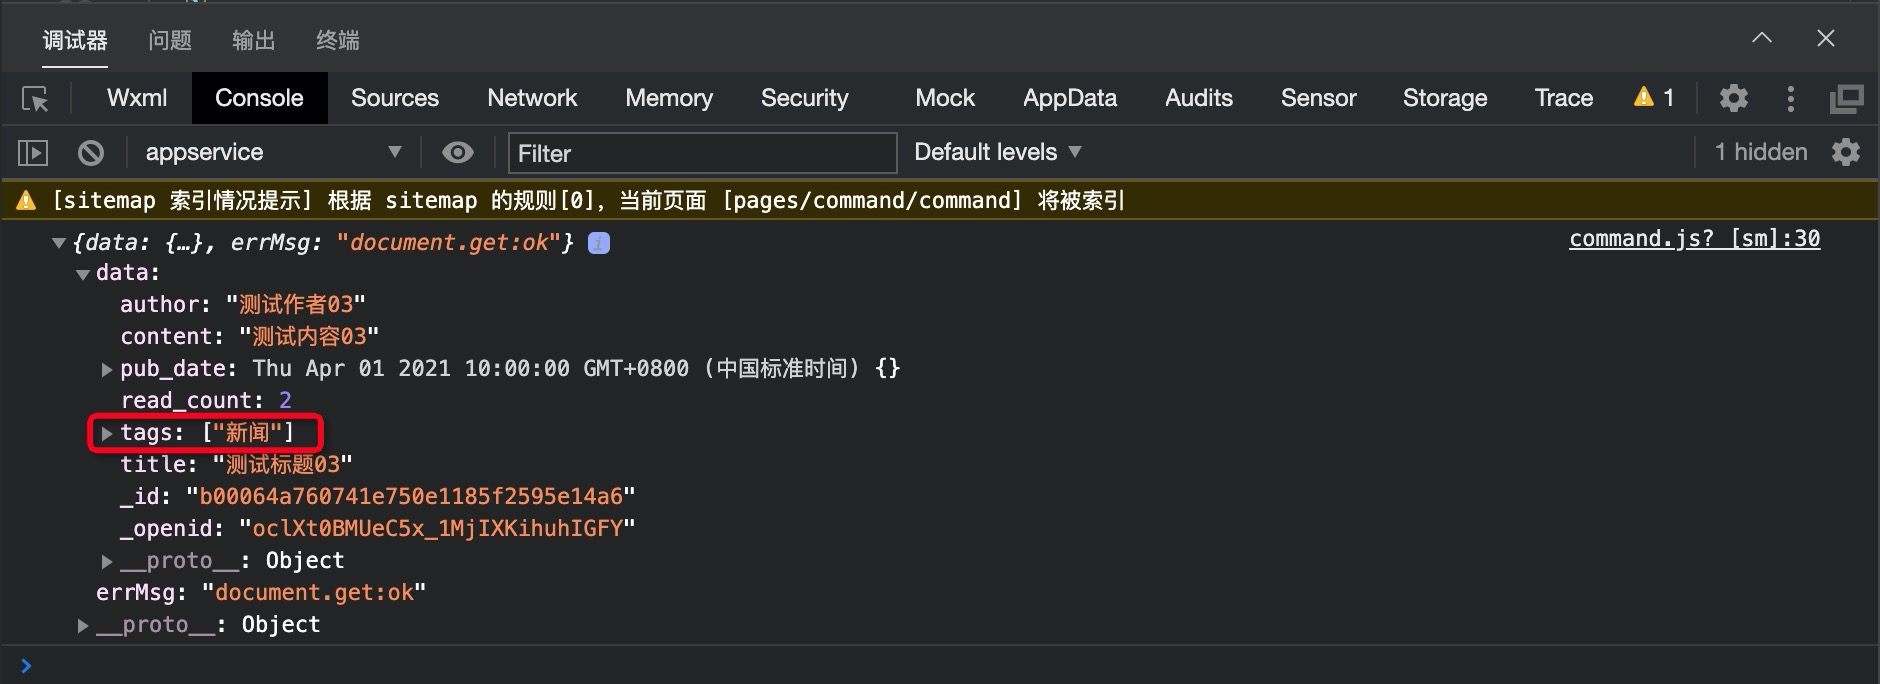 调试器 问题 输出 终端
Wxml Console Sources Network Memory Security Mock AppData Audits Sensor Storage Trace 1
appservice Filter Default levels 1 hidden
[sitemap 索引情况提示] 根据 sitemap 的规则[0]，当前页面 [pages/command/command] 将被索引
{data: {…}, errMsg: "document.get:ok"} i command.js? [sm]:30
data:
author: "测试作者03"
content: "测试内容03"
pub_date: Thu Apr 01 2021 10:00:00 GMT+0800 (中国标准时间) {}
read_count: 2
tags: ["新闻"]
title: "测试标题03"
_id: "b00064a760741e750e1185f2595e14a6"
_openid: "oclXt0BMUeC5x_1MjIXKihuhIGFY"
__proto__: Object
errMsg: "document.get:ok"
__proto__: Object